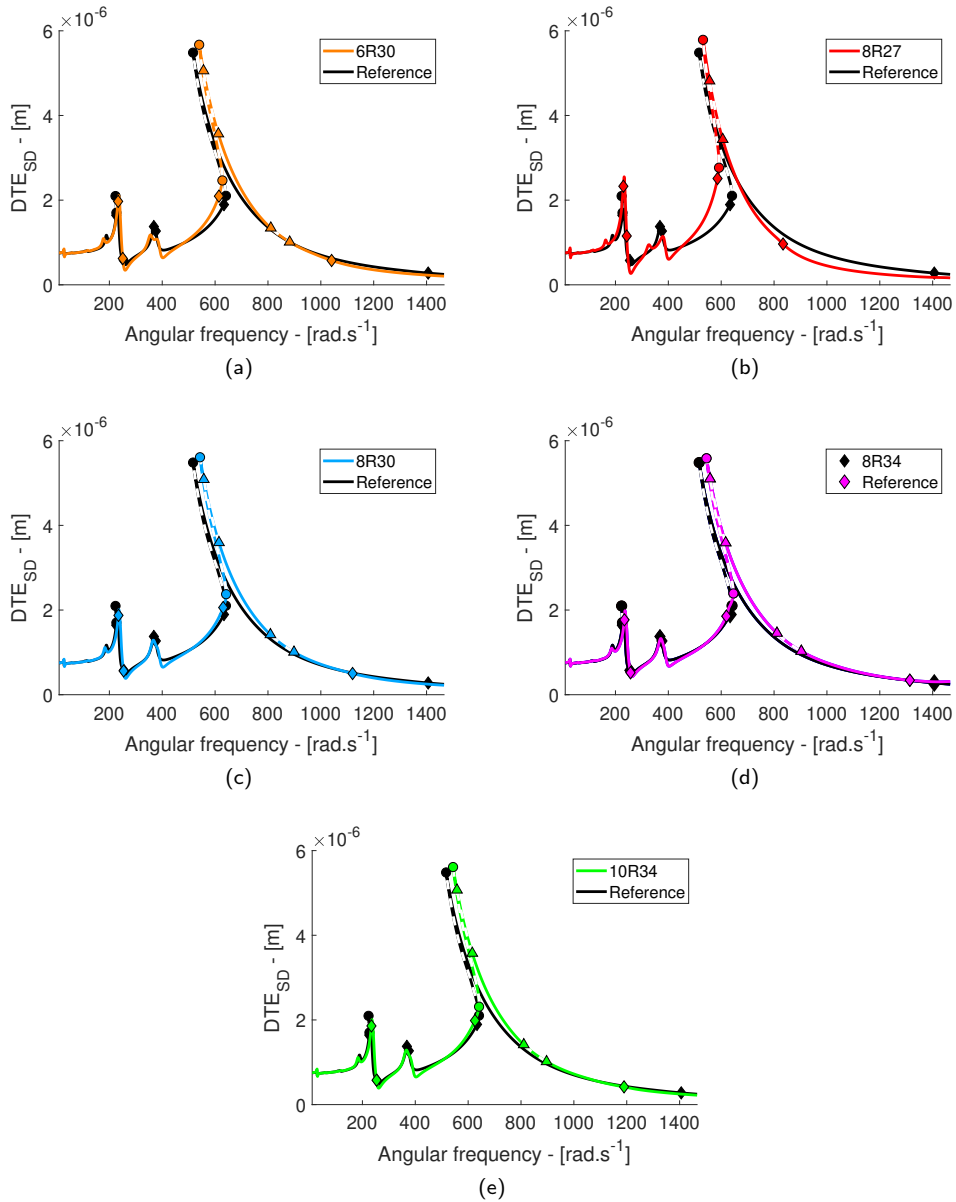 ×10⁻⁶
6
4
2
0
DTE_SD - [m]
6R30
Reference
200 400 600 800 1000 1200 1400
Angular frequency - [rad.s⁻¹]
(a)
×10⁻⁶
6
4
2
0
DTE_SD - [m]
8R27
Reference
200 400 600 800 1000 1200 1400
Angular frequency - [rad.s⁻¹]
(b)
×10⁻⁶
6
4
2
0
DTE_SD - [m]
8R30
Reference
200 400 600 800 1000 1200 1400
Angular frequency - [rad.s⁻¹]
(c)
×10⁻⁶
6
4
2
0
DTE_SD - [m]
8R34
Reference
200 400 600 800 1000 1200 1400
Angular frequency - [rad.s⁻¹]
(d)
×10⁻⁶
6
4
2
0
DTE_SD - [m]
10R34
Reference
200 400 600 800 1000 1200 1400
Angular frequency - [rad.s⁻¹]
(e)